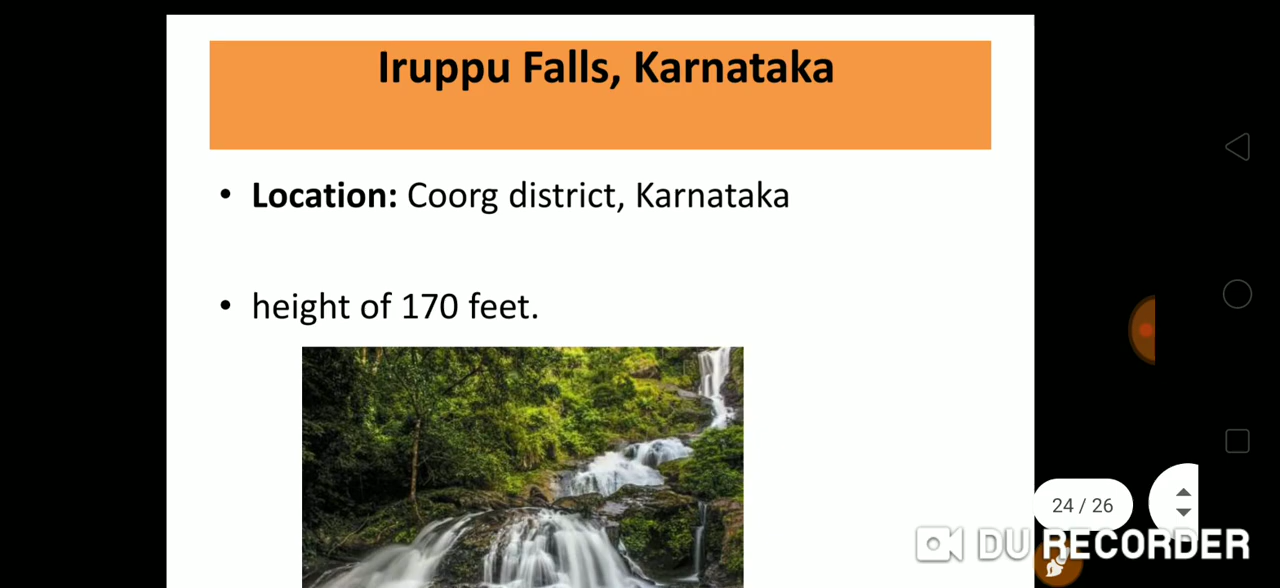 Iruppu Falls, Karnataka
• Location: Coorg district, Karnataka
• height of 170 feet.
24 / 26
DU RECORDER